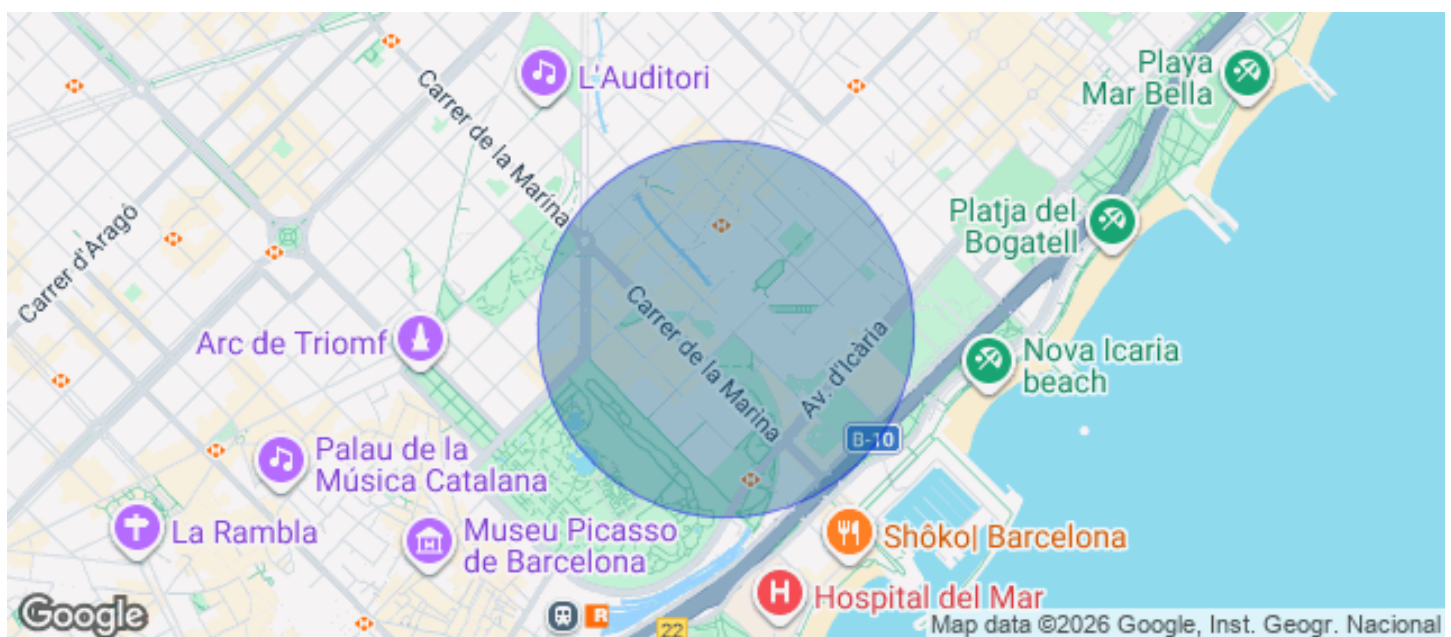 Playa
Mar Bella
L'Auditori
Carrer de la Marina
Carrer d'Aragó
Platja del
Bogatell
Arc de Triomf
Carrer de la Marina
Av. d'Icària
Nova Icaria
beach
B-10
Palau de la
Música Catalana
La Rambla
Museu Picasso
de Barcelona
Shôko| Barcelona
Hospital del Mar
H
R
22
Google
Map data ©2026 Google, Inst. Geogr. Nacional